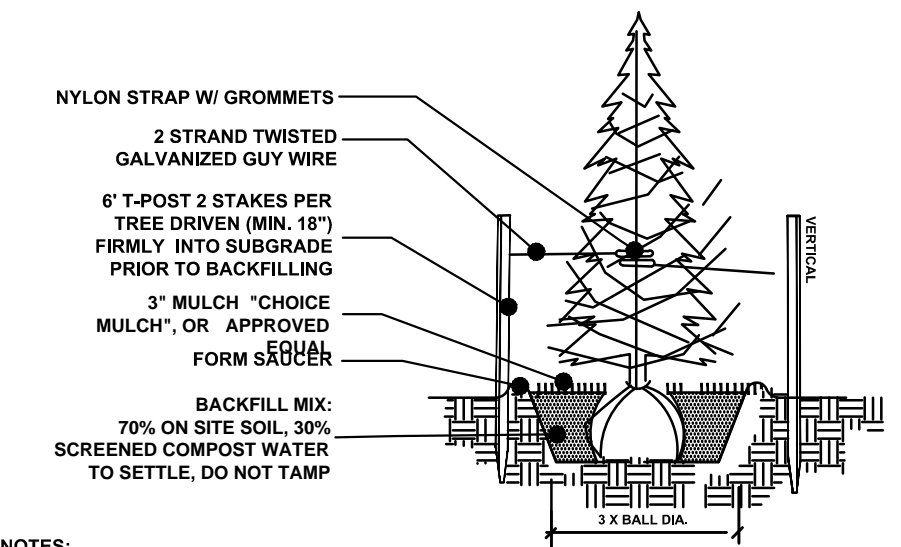 NYLON STRAP W/ GROMMETS
2 STRAND TWISTED
GALVANIZED GUY WIRE
6' T-POST 2 STAKES PER
TREE DRIVEN (MIN. 18")
FIRMLY INTO SUBGRADE
PRIOR TO BACKFILLING
3" MULCH "CHOICE
MULCH", OR APPROVED
EQUAL
FORM SAUCER
BACKFILL MIX:
70% ON SITE SOIL, 30%
SCREENED COMPOST WATER
TO SETTLE, DO NOT TAMP
VERTICAL
3 X BALL DIA.
NOTES: